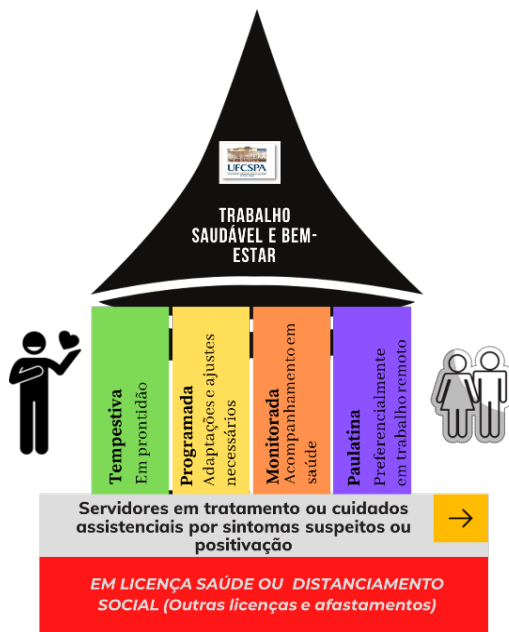 UFCSPA
TRABALHO
SAUDÁVEL E BEM-
ESTAR
Tempestiva
Em prontidão
Programada
Adaptações e ajustes
necessários
Monitorada
Acompanhamento em
saúde
Paulatina
Preferencialmente
em trabalho remoto
Servidores em tratamento ou cuidados
assistenciais por sintomas suspeitos ou
positivação
EM LICENÇA SAÚDE OU DISTANCIAMENTO
SOCIAL (Outras licenças e afastamentos)